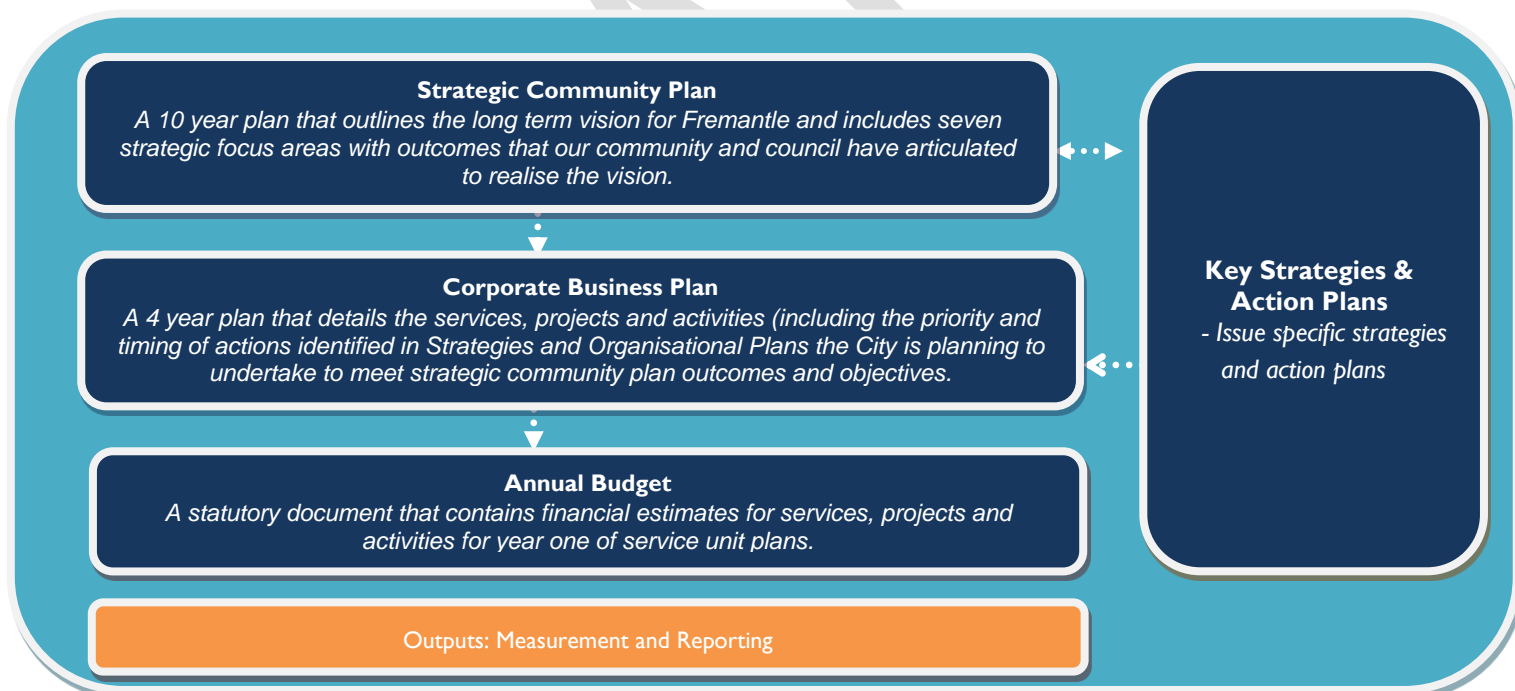 Strategic Community Plan
A 10 year plan that outlines the long term vision for Fremantle and includes seven
strategic focus areas with outcomes that our community and council have articulated
to realise the vision.
Corporate Business Plan
A 4 year plan that details the services, projects and activities (including the priority and
timing of actions identified in Strategies and Organisational Plans the City is planning to
undertake to meet strategic community plan outcomes and objectives.
Annual Budget
A statutory document that contains financial estimates for services, projects and
activities for year one of service unit plans.
Outputs: Measurement and Reporting
Key Strategies &
Action Plans
- Issue specific strategies
and action plans